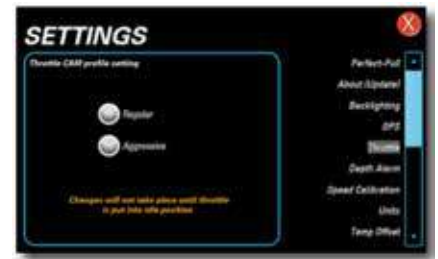 SETTINGS
Throttle CAM profile setting
Regular
Aggressive
Changes will not take place until throttle
is put into idle position
X
Perfect-Pull
About (Update)
Backlighting
GPS
Throttle
Depth Alarm
Speed Calibration
Units
Temp Offset